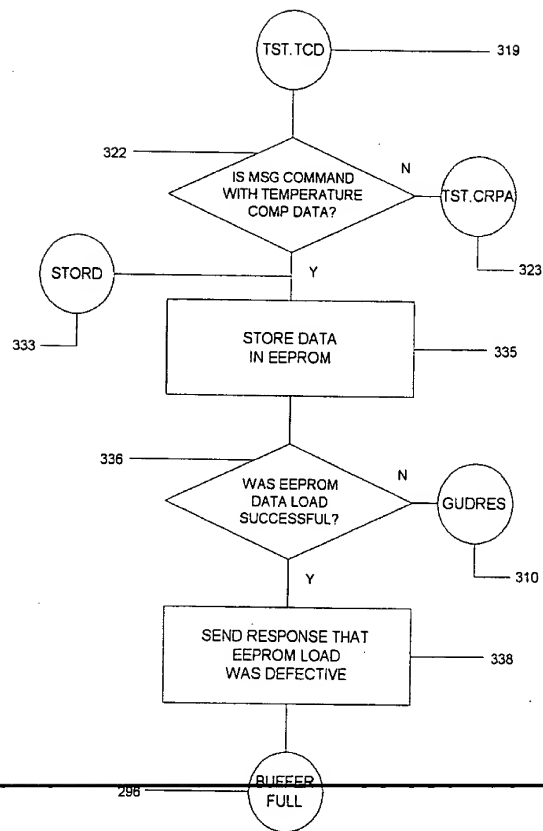 TST.TCD
319
322
IS MSG COMMAND
WITH TEMPERATURE
COMP DATA?
N
TST.CRPA
323
STORD
333
Y
STORE DATA
IN EEPROM
335
336
WAS EEPROM
DATA LOAD
SUCCESSFUL?
N
GUDRES
310
Y
SEND RESPONSE THAT
EEPROM LOAD
WAS DEFECTIVE
338
296
BUFFER
FULL